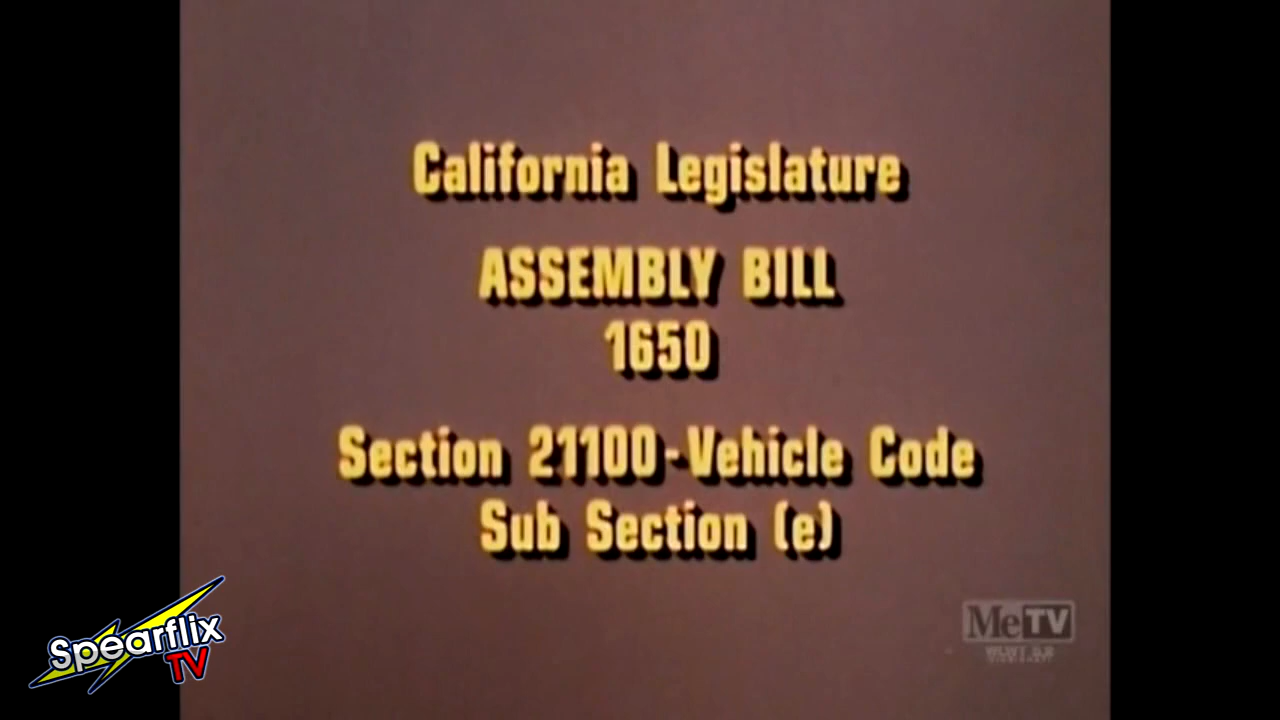 California Legislature
ASSEMBLY BILL
1650
Section 21100-Vehicle Code
Sub Section (e)
MeTV
Spearflix
TV